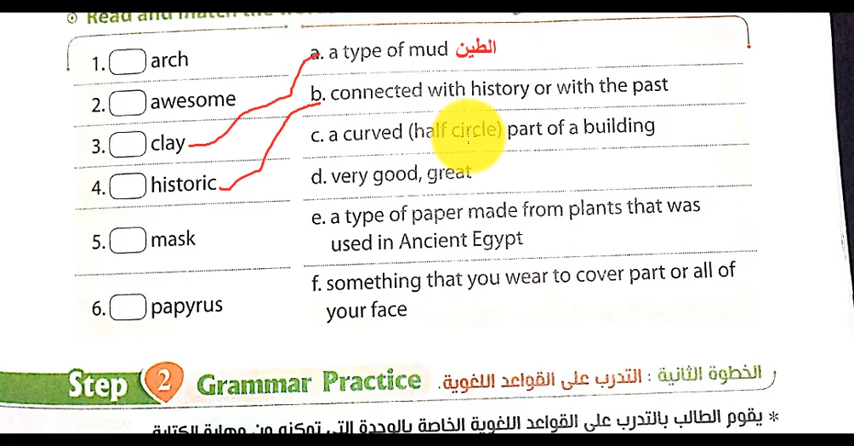 Read and match the
1. arch
a. a type of mud الطين
2. awesome
b. connected with history or with the past
3. clay
c. a curved (half circle) part of a building
4. historic
d. very good, great
5. mask
e. a type of paper made from plants that was
used in Ancient Egypt
6. papyrus
f. something that you wear to cover part or all of
your face
Step 2 Grammar Practice الخطوة الثانية : التدرب على القواعد اللغوية.
* يقوم الطالب بالتدرب على القواعد اللغوية الخاصة بالوحدة التى تمكنه من مهارة الكتابة